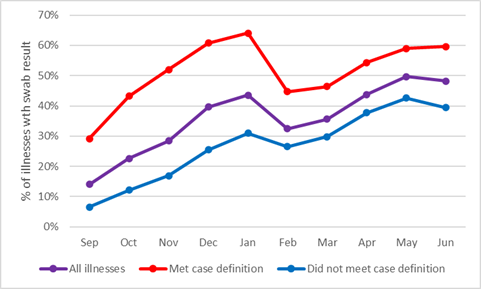 70%
60%
50%
40%
30%
20%
10%
0%
% of illnesses wth swab result
Sep Oct Nov Dec Jan Feb Mar Apr May Jun
All illnesses Met case definition Did not meet case definition